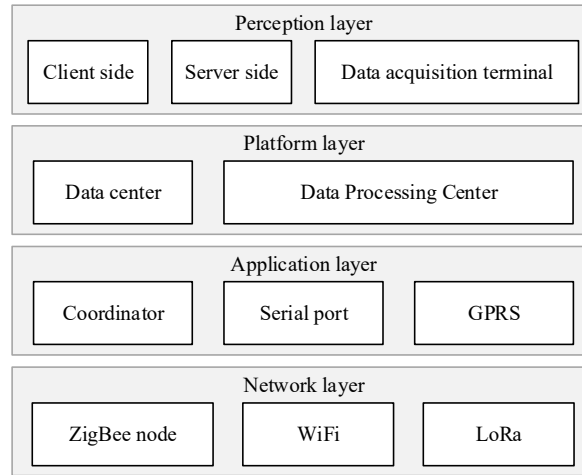 Perception layer
Client side
Server side
Data acquisition terminal
Platform layer
Data center
Data Processing Center
Application layer
Coordinator
Serial port
GPRS
Network layer
ZigBee node
WiFi
LoRa